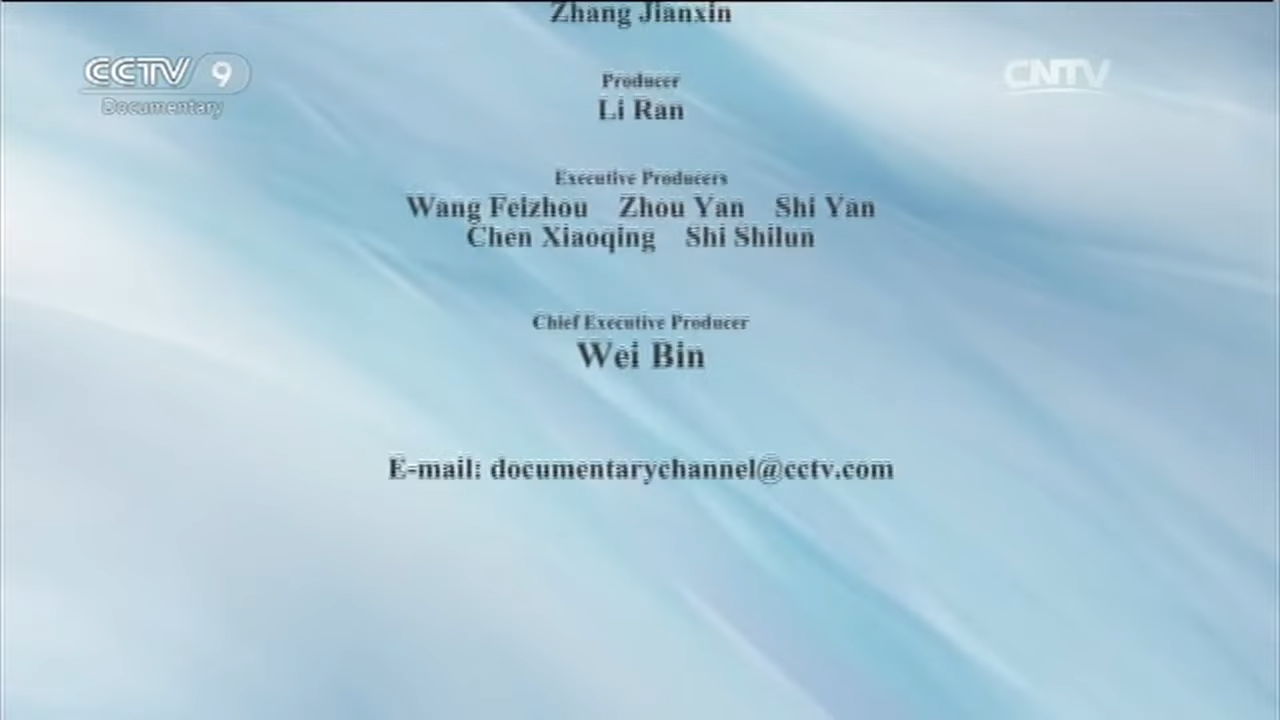 Zhang Jianxin
CCTV 9
Documentary
CNTV
Producer
Li Ran
Executive Producers
Wang Feizhou Zhou Yan Shi Yan
Chen Xiaoqing Shi Shilun
Chief Executive Producer
Wei Bin
E-mail: documentarychannel@cctv.com